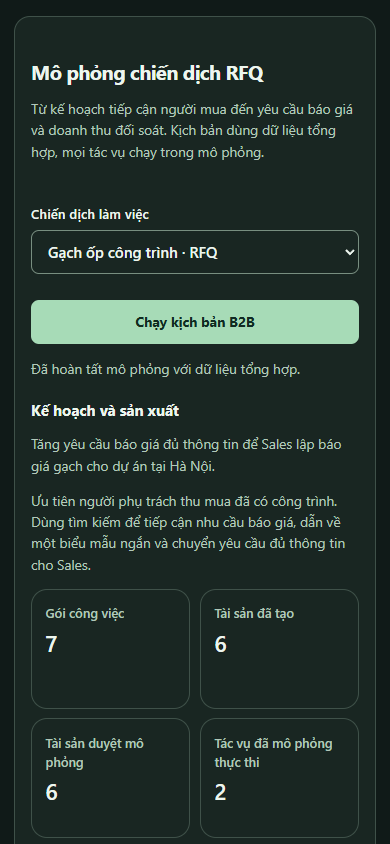 Mô phỏng chiến dịch RFQ
Từ kế hoạch tiếp cận người mua đến yêu cầu báo giá
và doanh thu đối soát. Kịch bản dùng dữ liệu tổng
hợp, mọi tác vụ chạy trong mô phỏng.
Chiến dịch làm việc
Gạch ốp công trình · RFQ
Chạy kịch bản B2B
Đã hoàn tất mô phỏng với dữ liệu tổng hợp.
Kế hoạch và sản xuất
Tăng yêu cầu báo giá đủ thông tin để Sales lập báo
giá gạch cho dự án tại Hà Nội.
Ưu tiên người phụ trách thu mua đã có công trình.
Dùng tìm kiếm để tiếp cận nhu cầu báo giá, dẫn về
một biểu mẫu ngắn và chuyển yêu cầu đủ thông tin
cho Sales.
Gói công việc
7
Tài sản đã tạo
6
Tài sản duyệt mô
phỏng
6
Tác vụ đã mô phỏng
thực thi
2